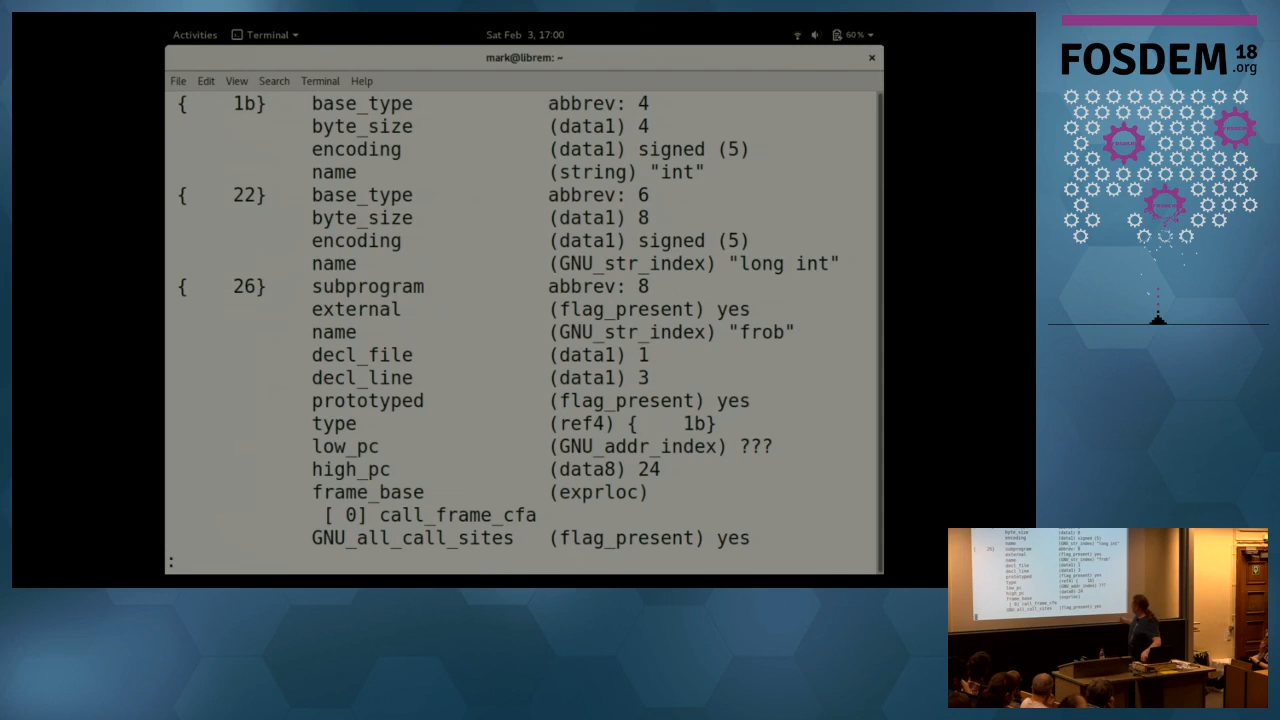 Activities Terminal Sat Feb 3, 17:00 60 %
mark@librem: ~ ×
File Edit View Search Terminal Help
{ 1b} base_type abbrev: 4
byte_size (data1) 4
encoding (data1) signed (5)
name (string) "int"
{ 22} base_type abbrev: 6
byte_size (data1) 8
encoding (data1) signed (5)
name (GNU_str_index) "long int"
{ 26} subprogram abbrev: 8
external (flag_present) yes
name (GNU_str_index) "frob"
decl_file (data1) 1
decl_line (data1) 3
prototyped (flag_present) yes
type (ref4) { 1b}
low_pc (GNU_addr_index) ???
high_pc (data8) 24
frame_base (exprloc)
[ 0] call_frame_cfa
GNU_all_call_sites (flag_present) yes
:
FOSDEM 18
.org